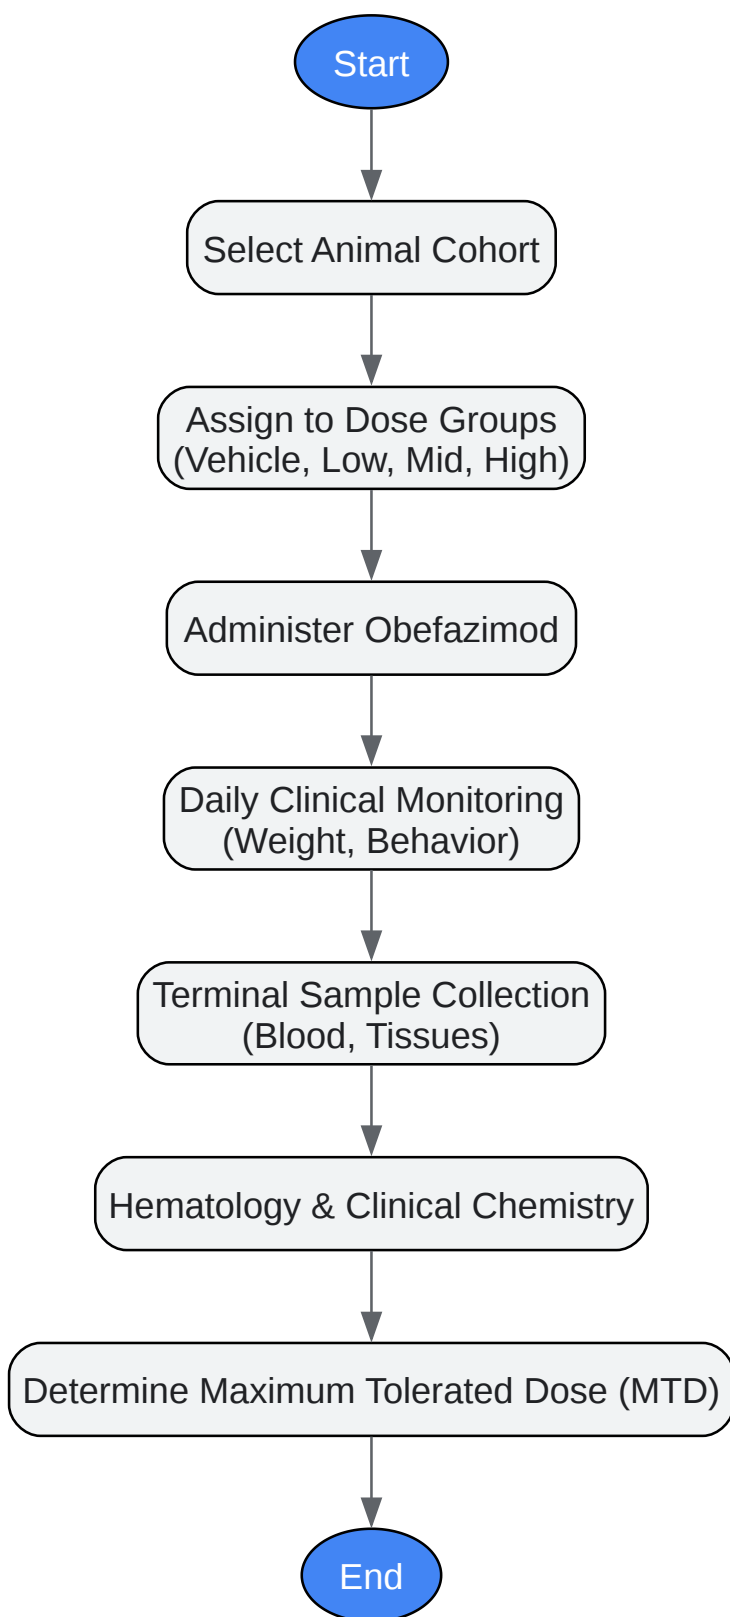 Start
Select Animal Cohort
Assign to Dose Groups
(Vehicle, Low, Mid, High)
Administer Obefazimod
Daily Clinical Monitoring
(Weight, Behavior)
Terminal Sample Collection
(Blood, Tissues)
Hematology & Clinical Chemistry
Determine Maximum Tolerated Dose (MTD)
End